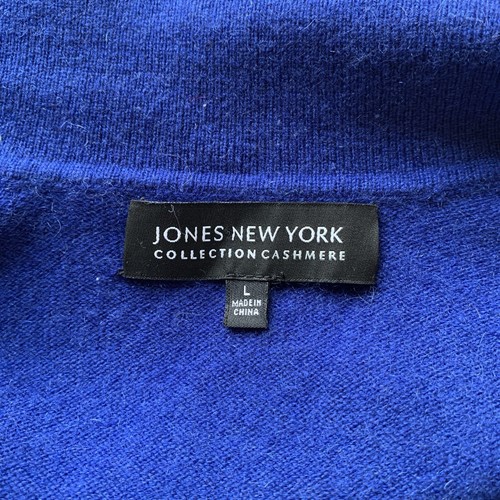 JONES NEW YORK
COLLECTION CASHMERE
L
MADE IN
CHINA